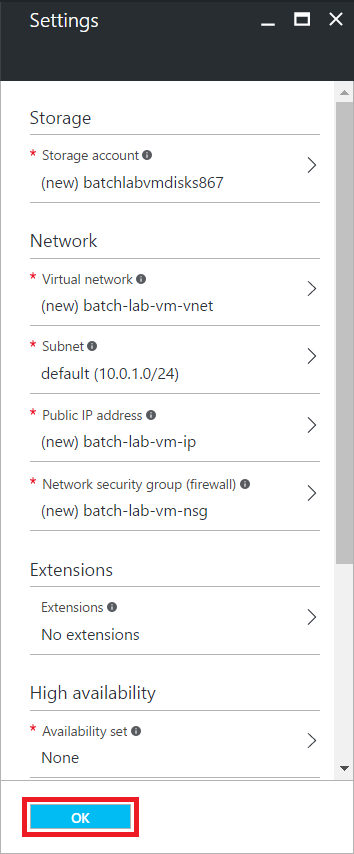 Settings
Storage
* Storage account
(new) batchlabvmdisks867
Network
* Virtual network
(new) batch-lab-vm-vnet
* Subnet
default (10.0.1.0/24)
* Public IP address
(new) batch-lab-vm-ip
* Network security group (firewall)
(new) batch-lab-vm-nsg
Extensions
Extensions
No extensions
High availability
* Availability set
None
OK